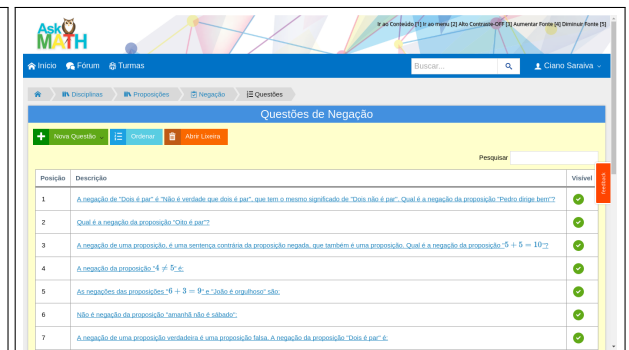 Ask
MATH
Ir ao Conteúdo [1] Ir ao menu [2] Alto Contraste-OFF [3] Aumentar Fonte [4] Diminuir Fonte [5]
Início Fórum Turmas Buscar... Ciano Saraiva
Disciplinas Proposições Negação Questões
Questões de Negação
Nova Questão Ordenar Abrir Lixeira
Pesquisar
feedback
Posição Descrição Visível
1 A negação de "Dois é par" é "Não é verdade que dois é par", que tem o mesmo significado de "Dois não é par". Qual é a negação da proposição "Pedro dirige bem"?
2 Qual é a negação da proposição "Oito é par"?
3 A negação de uma proposição, é uma sentença contrária da proposição negada, que também é uma proposição. Qual é a negação da proposição "5 + 5 = 10"?
4 A negação da proposição "4 ≠ 5" é:
5 As negações das proposições "6 + 3 = 9" e "João é orgulhoso" são:
6 Não é negação da proposição "amanhã não é sábado":
7 A negação de uma proposição verdadeira é uma proposição falsa. A negação da proposição "Dois é par" é: